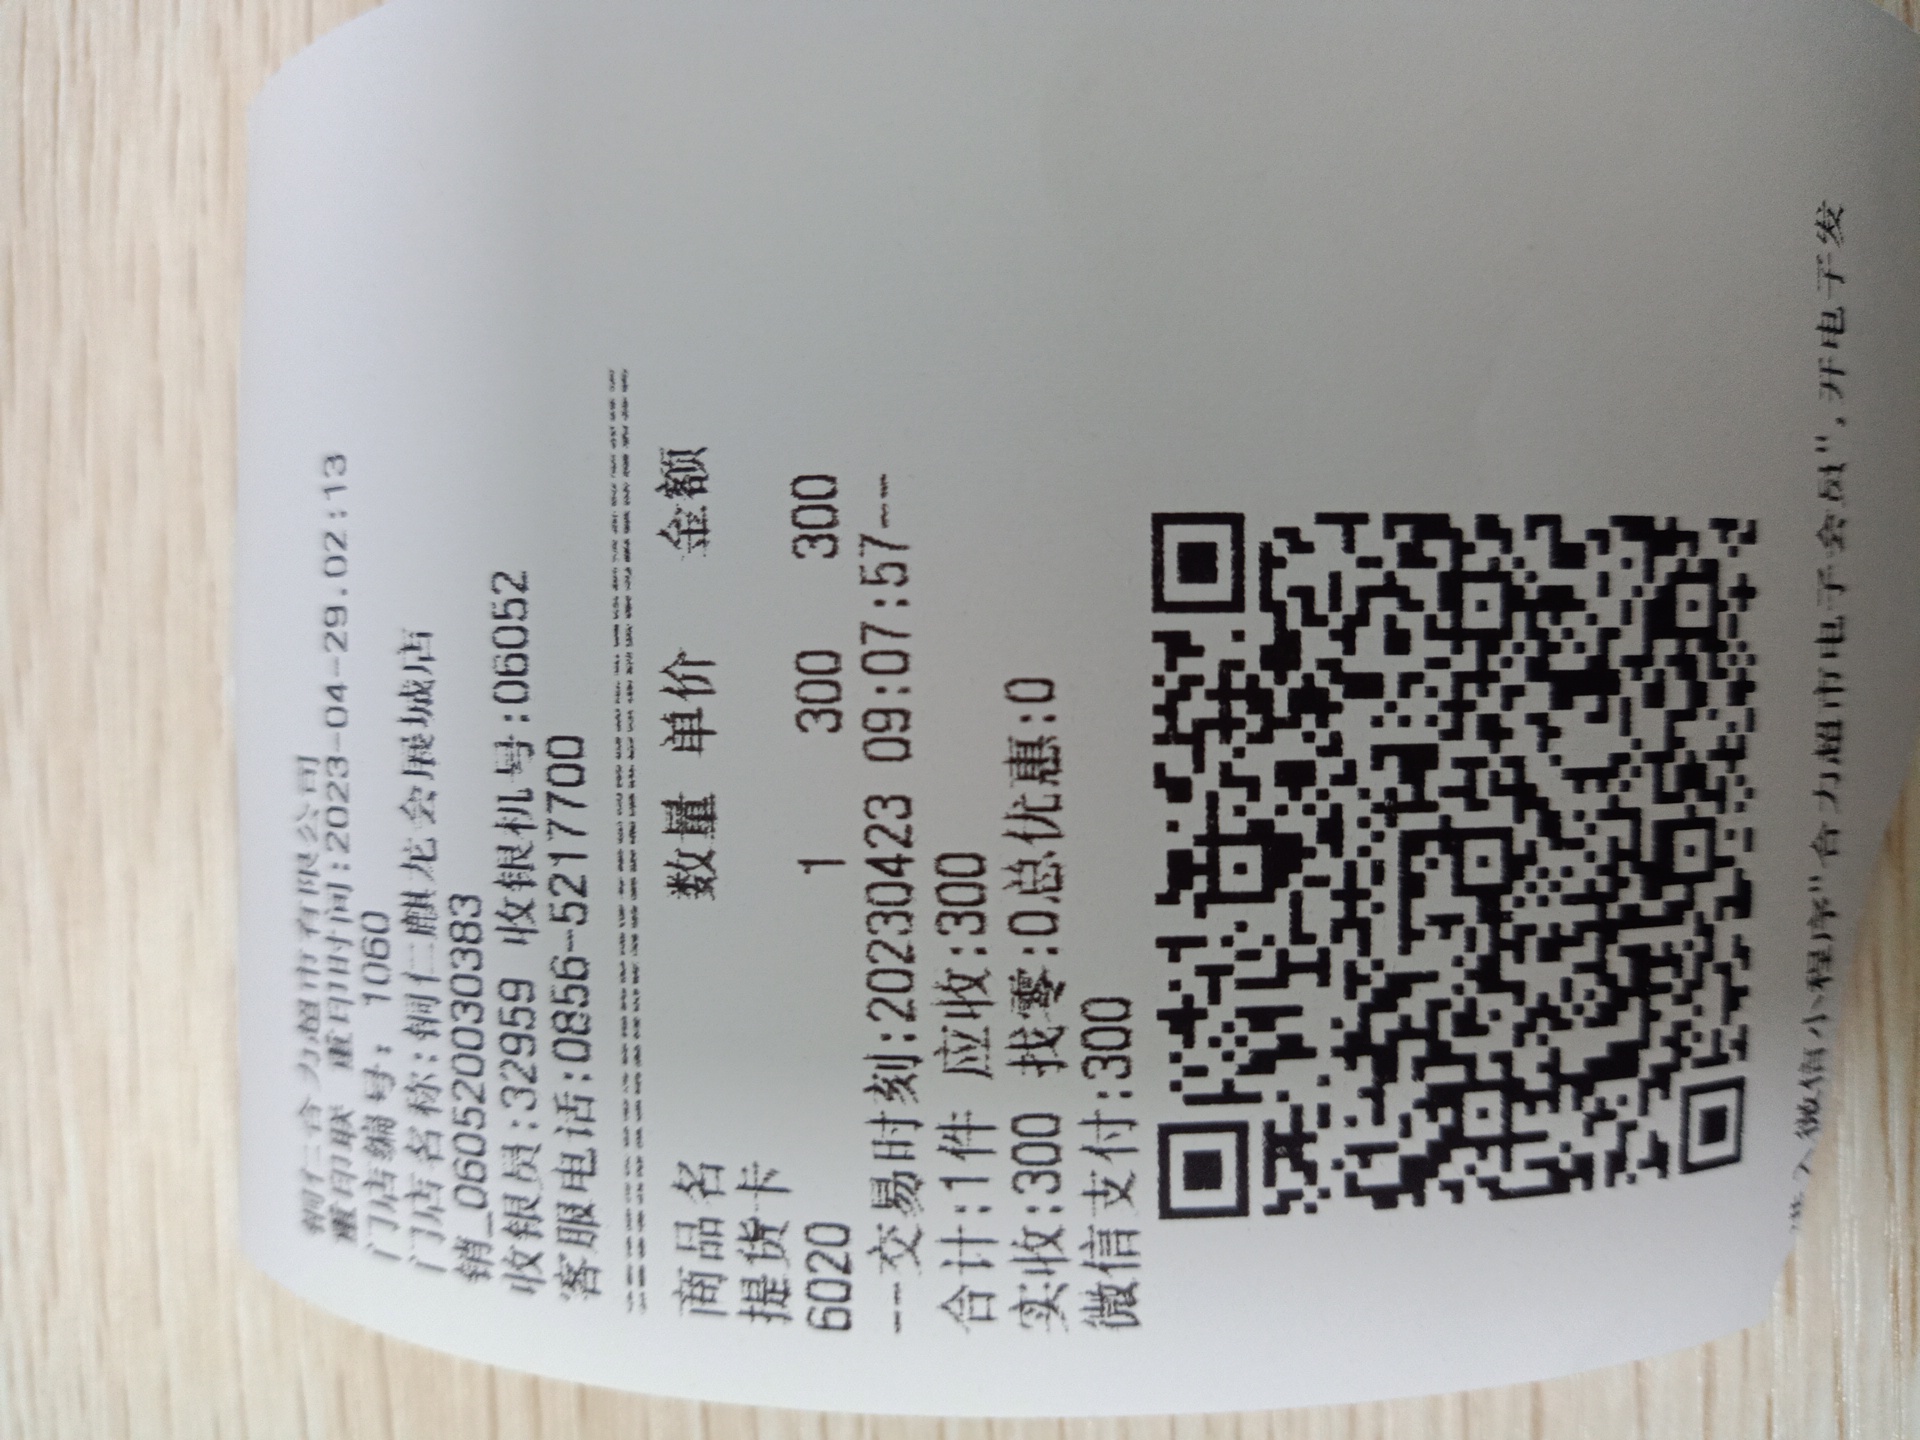 铜仁合力超市有限公司
重印联 重印时间:2023-04-29.02:13
门店编号: 1060
门店名称:铜仁麒龙会展城店
销_0605200303383
收银员:32959 收银机号:06052
客服电话:0856-5217700
================================
商品名 数量 单价 金额
提货卡
6020 1 300 300
--交易时刻:20230423 09:07:57--
合计:1件 应收:300
实收:300 找零:0总优惠:0
微信支付:300
进入微信小程序"合力超市电子会员",开电子发